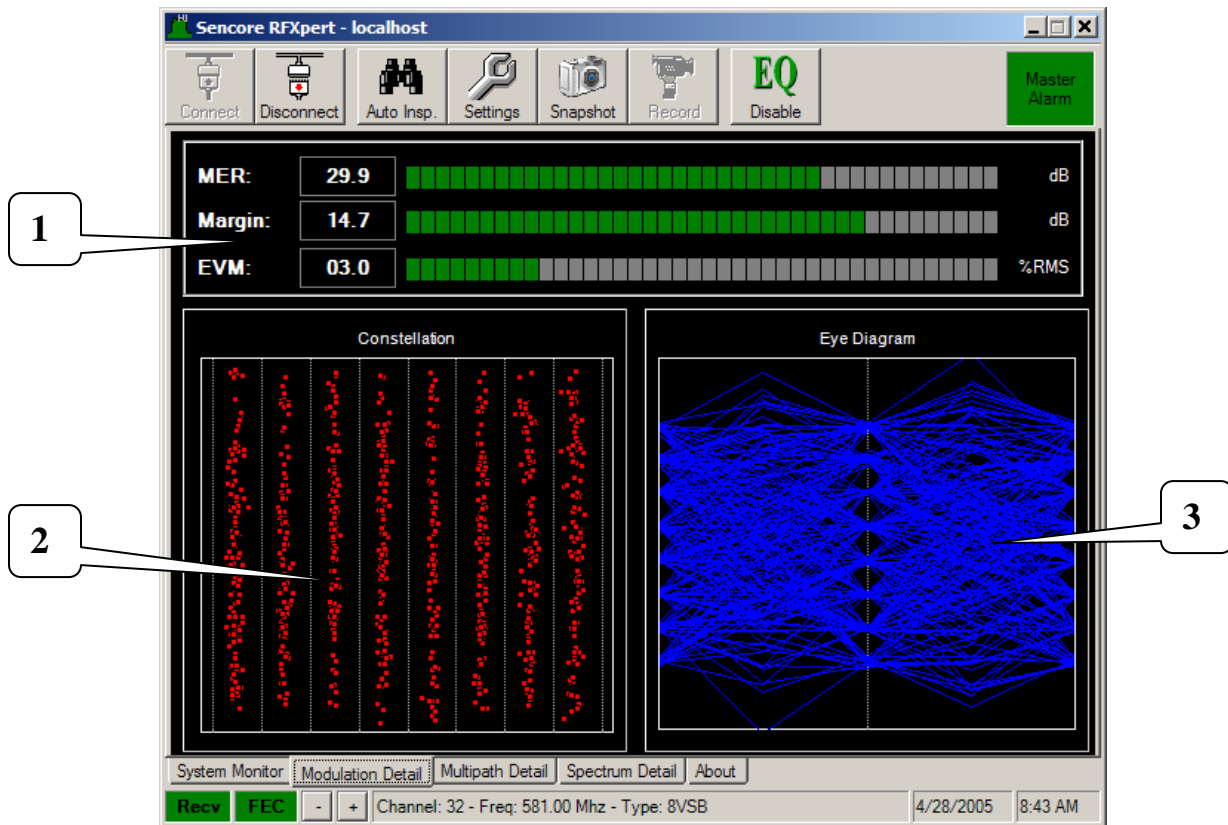 HJ
Sencore RFXpert - localhost
Connect
Disconnect
Auto Insp.
Settings
Snapshot
Record
EQ
Disable
Master
Alarm
MER: 29.9 dB
Margin: 14.7 dB
EVM: 03.0 %RMS
1
Constellation
Eye Diagram
2
3
System Monitor
Modulation Detail
Multipath Detail
Spectrum Detail
About
Recv FEC - + Channel: 32 - Freq: 581.00 Mhz - Type: 8VSB 4/28/2005 8:43 AM